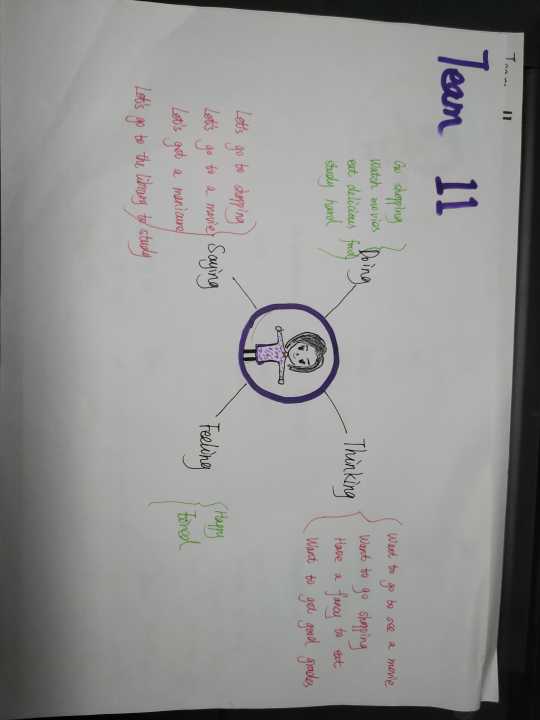 Team 11
Team 11
Go shopping
Watch movies
eat delicious food
study hard
Doing
Let's go to shopping
Let's go to a movie
Let's get a manicure
Let's go to the library to study
Saying
Thinking
Want to go to see a movie
Want to go shopping
Have a fancy to eat
Want to get good grades
Feeling
Happy